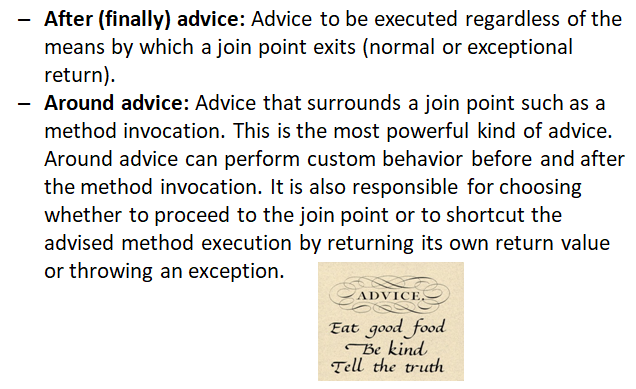 – After (finally) advice: Advice to be executed regardless of the
means by which a join point exits (normal or exceptional
return).
– Around advice: Advice that surrounds a join point such as a
method invocation. This is the most powerful kind of advice.
Around advice can perform custom behavior before and after
the method invocation. It is also responsible for choosing
whether to proceed to the join point or to shortcut the
advised method execution by returning its own return value
or throwing an exception.
ADVICE.
Eat good food
Be kind
Tell the truth